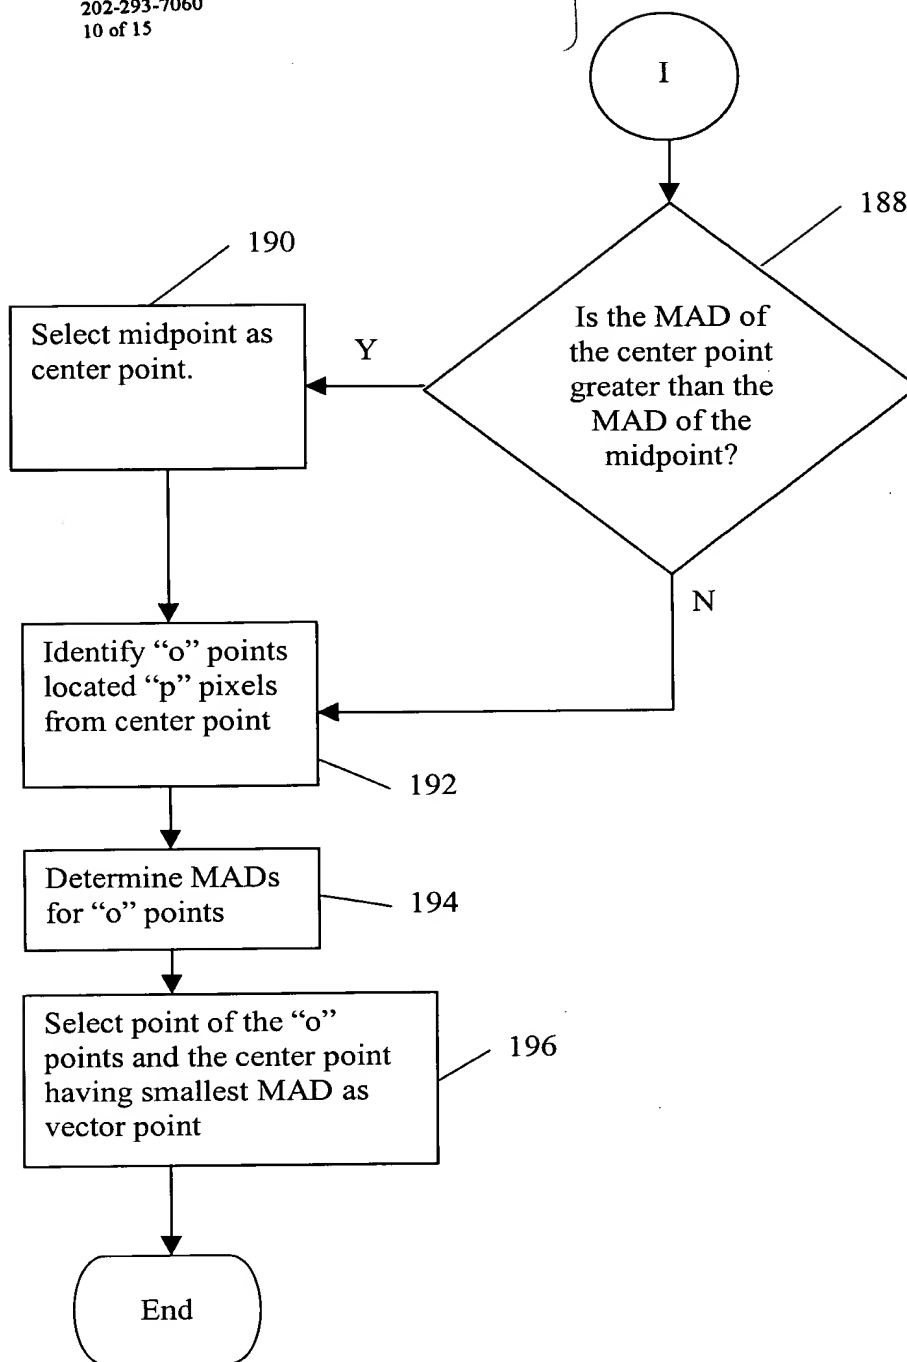 202-293-7060
10 of 15
I
188
190
Is the MAD of
the center point
greater than the
MAD of the
midpoint?
Select midpoint as
center point.
Y
N
Identify “o” points
located “p” pixels
from center point
192
Determine MADs
for “o” points
194
Select point of the “o”
points and the center point
having smallest MAD as
vector point
196
End